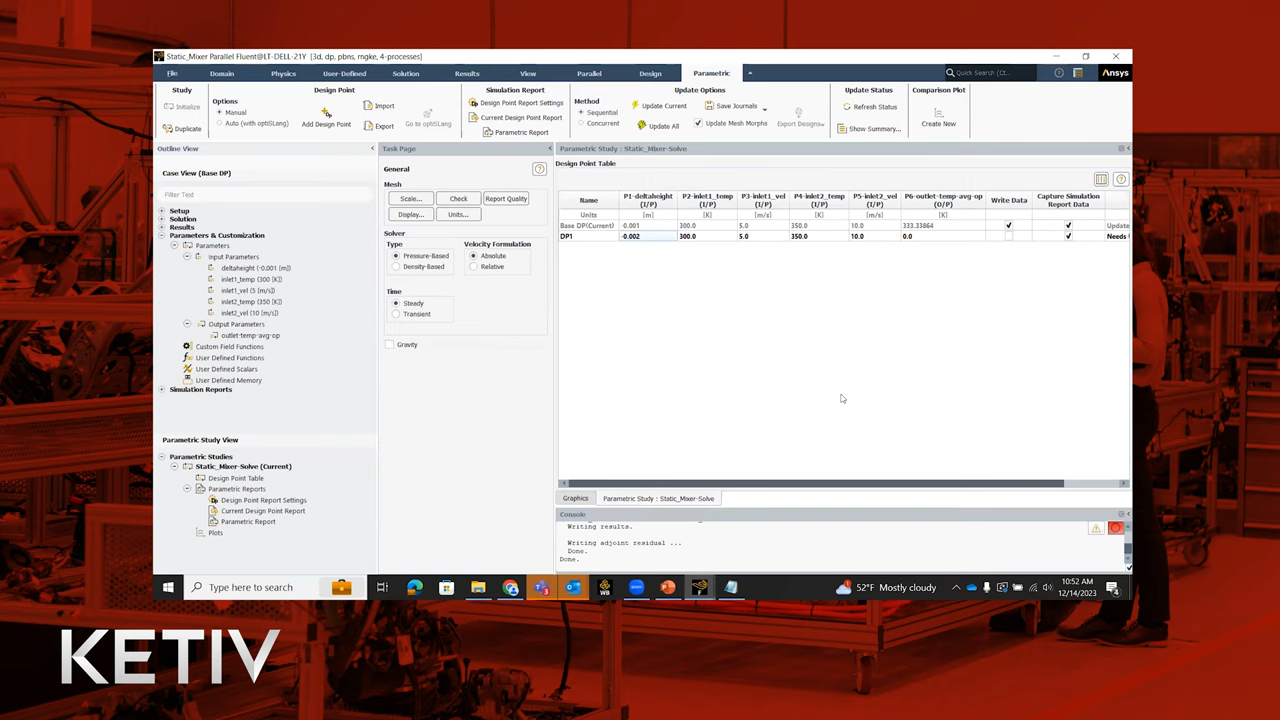 Static_Mixer Parallel Fluent@LT-DELL-21Y [3d, dp, pbns, rngke, 4-processes]
File Domain Physics User-Defined Solution Results View Parallel Design Parametric
Quick Search (Ct...
Ansys
Study
Initialize
Duplicate
Design Point
Options
Manual
Auto (with optiSLang)
Add Design Point
Import
Export
Go to optiSLang
Simulation Report
Design Point Report Settings
Current Design Point Report
Parametric Report
Update Options
Method
Sequential
Concurrent
Update Current
Update All
Save Journals
Update Mesh Morphs
Export Designs...
Update Status
Refresh Status
Show Summary...
Comparison Plot
Create New
Outline View
Case View (Base DP)
Filter Text
Setup
Solution
Results
Parameters & Customization
Parameters
Input Parameters
deltaheight (-0.001 [m])
inlet1_temp (300 [K])
inlet1_vel (5 [m/s])
inlet2_temp (350 [K])
inlet2_vel (10 [m/s])
Output Parameters
outlet-temp-avg-op
Custom Field Functions
User Defined Functions
User Defined Scalars
User Defined Memory
Simulation Reports
Parametric Study View
Parametric Studies
Static_Mixer-Solve (Current)
Design Point Table
Parametric Reports
Design Point Report Settings
Current Design Point Report
Parametric Report
Plots
Task Page
General
?
Mesh
Scale... Check Report Quality
Display... Units...
Solver
Type
Pressure-Based
Density-Based
Velocity Formulation
Absolute
Relative
Time
Steady
Transient
Gravity
Parametric Study : Static_Mixer-Solve
Design Point Table
?
Name P1-deltaheight (I/P) P2-inlet1_temp (I/P) P3-inlet1_vel (I/P) P4-inlet2_temp (I/P) P5-inlet2_vel (I/P) P6-outlet-temp-avg-op (O/P) Write Data Capture Simulation Report Data
Units [m] [K] [m/s] [K] [m/s] [K]
Base DP(Current) -0.001 300.0 5.0 350.0 10.0 333.33864 Update
DP1 -0.002 300.0 5.0 350.0 10.0 0.0 Needs
Graphics Parametric Study : Static_Mixer-Solve
Console
Writing results.
Writing adjoint residual ...
Done.
Done.
Type here to search
52°F Mostly cloudy
10:52 AM
12/14/2023
KETIV